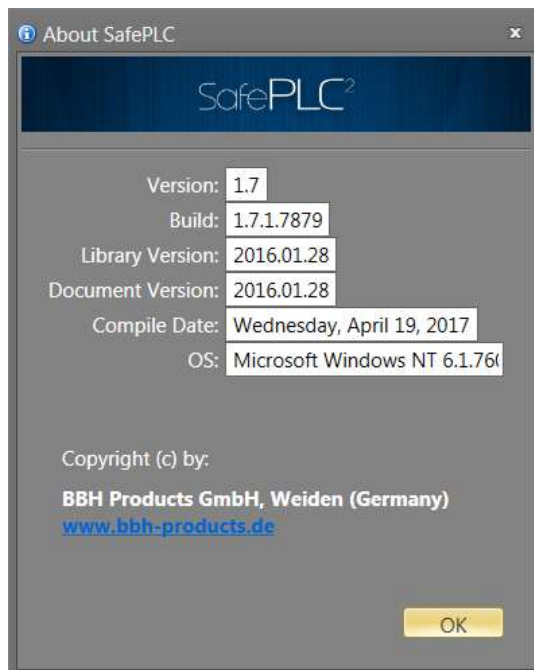 About SafePLC
x
SafePLC²
Version: 1.7
Build: 1.7.1.7879
Library Version: 2016.01.28
Document Version: 2016.01.28
Compile Date: Wednesday, April 19, 2017
OS: Microsoft Windows NT 6.1.760
Copyright (c) by:
BBH Products GmbH, Weiden (Germany)
www.bbh-products.de
OK